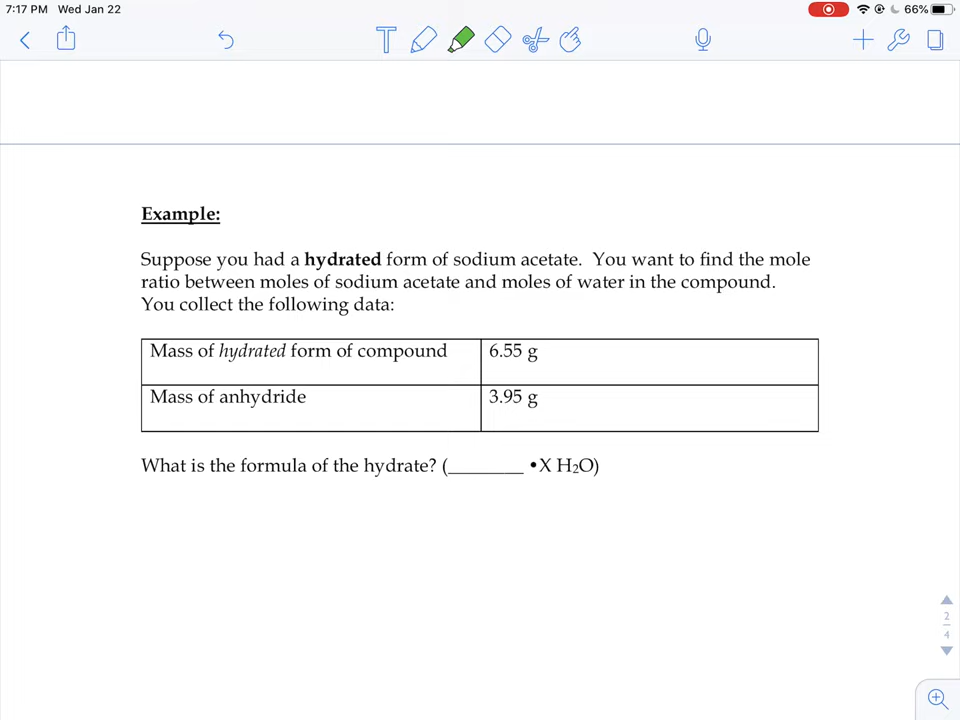 7:17 PM Wed Jan 22
66%
T
Example:
Suppose you had a hydrated form of sodium acetate. You want to find the mole
ratio between moles of sodium acetate and moles of water in the compound.
You collect the following data:
Mass of hydrated form of compound 6.55 g
Mass of anhydride 3.95 g
What is the formula of the hydrate? (________ •X H₂O)
2
4